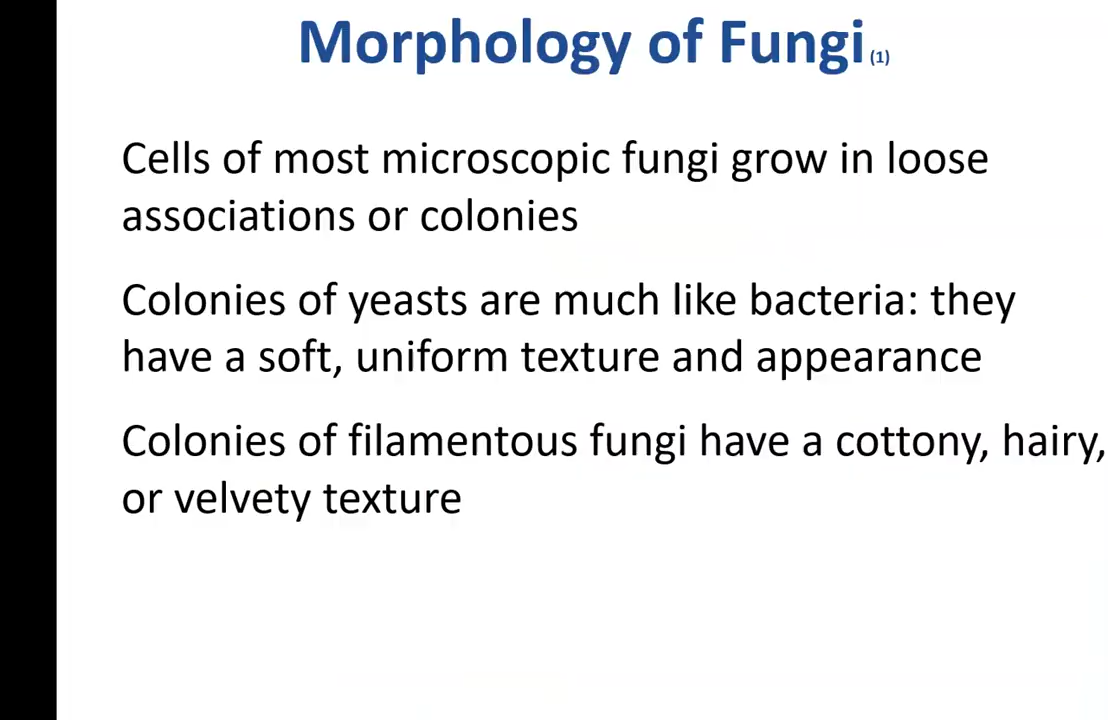 Morphology of Fungi (1)
Cells of most microscopic fungi grow in loose
associations or colonies
Colonies of yeasts are much like bacteria: they
have a soft, uniform texture and appearance
Colonies of filamentous fungi have a cottony, hairy,
or velvety texture